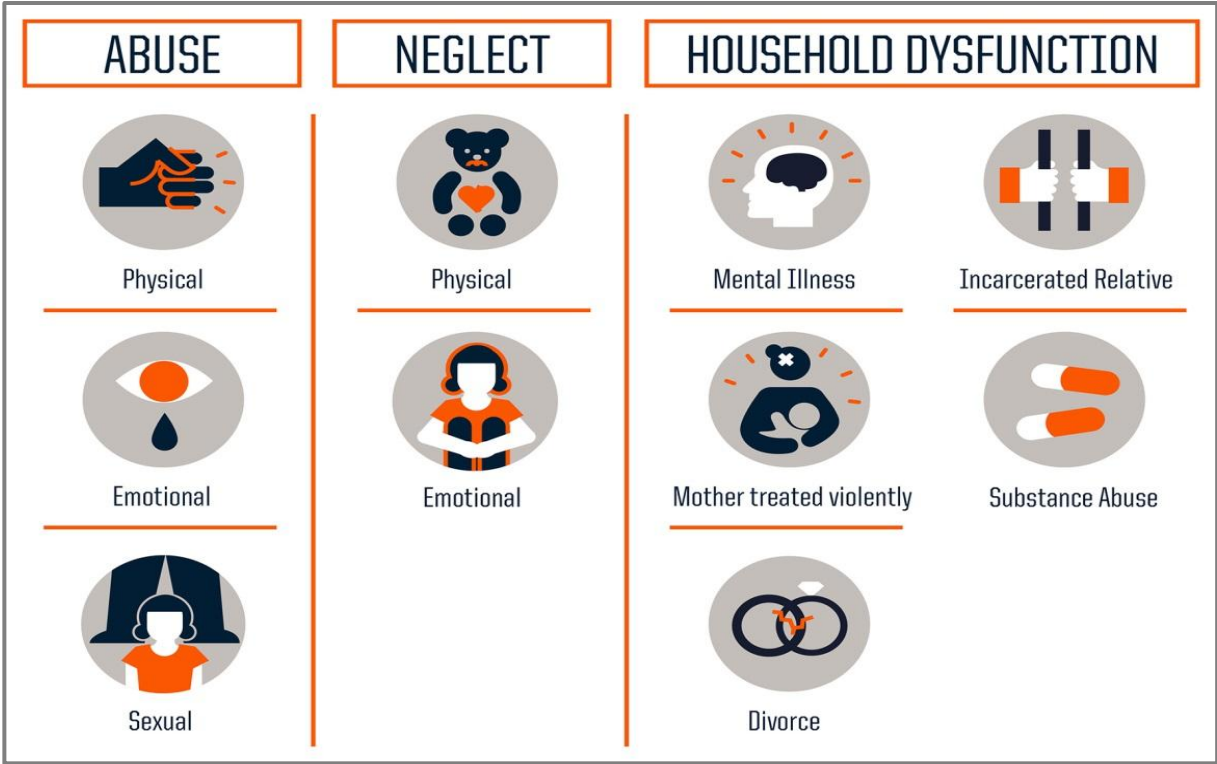 ABUSE
Physical
Emotional
Sexual
NEGLECT
Physical
Emotional
HOUSEHOLD DYSFUNCTION
Mental Illness
Incarcerated Relative
Mother treated violently
Substance Abuse
Divorce